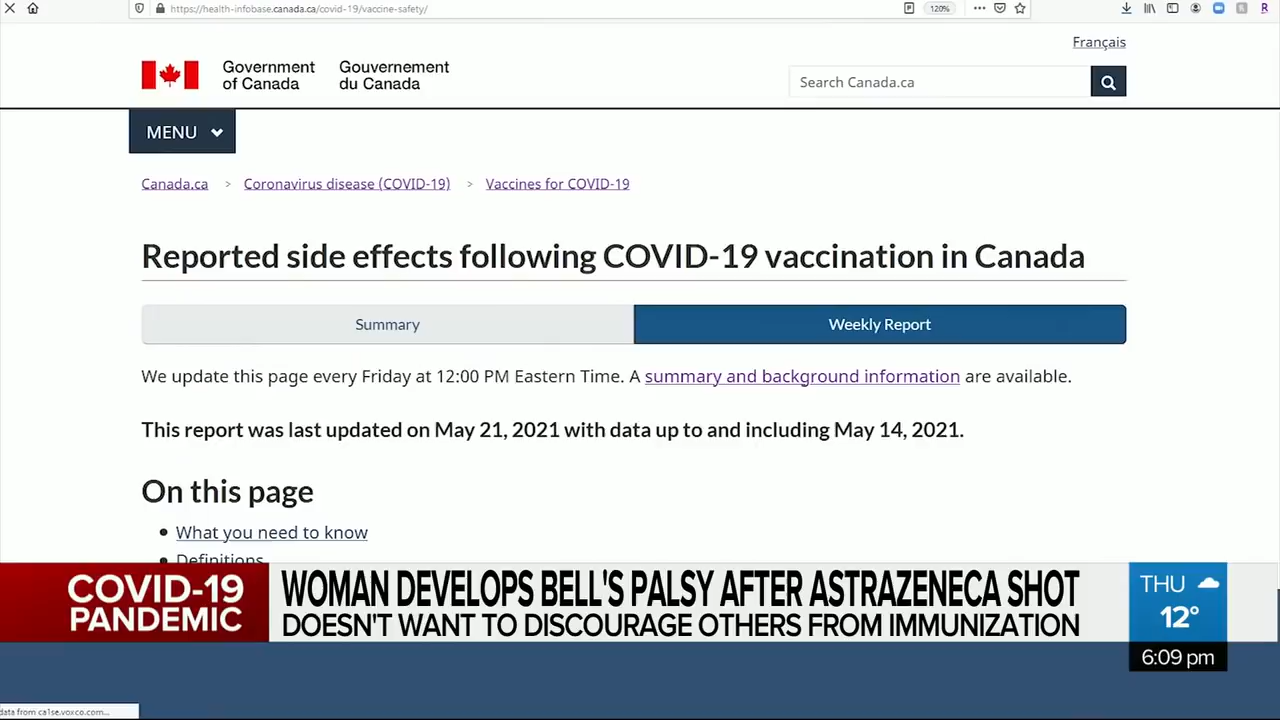 https://health-infobase.canada.ca/covid-19/vaccine-safety/
120%
Français
Government of Canada
Gouvernement du Canada
Search Canada.ca
MENU
Canada.ca > Coronavirus disease (COVID-19) > Vaccines for COVID-19
Reported side effects following COVID-19 vaccination in Canada
Summary
Weekly Report
We update this page every Friday at 12:00 PM Eastern Time. A summary and background information are available.
This report was last updated on May 21, 2021 with data up to and including May 14, 2021.
On this page
What you need to know
Definitions
COVID-19
PANDEMIC
WOMAN DEVELOPS BELL'S PALSY AFTER ASTRAZENECA SHOT
DOESN'T WANT TO DISCOURAGE OTHERS FROM IMMUNIZATION
THU
12°
6:09 pm
data from ca1se.voxco.com...